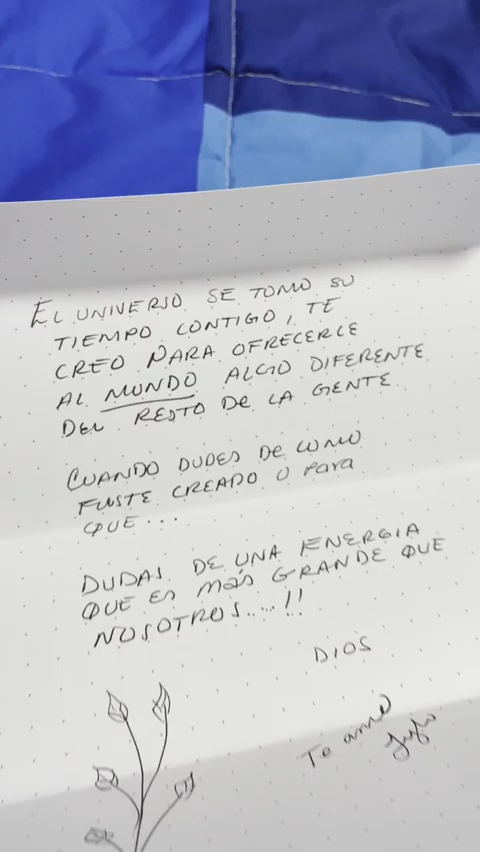 EL UNIVERSO SE TOMO SU
TIEMPO CONTIGO, TE
CREO PARA OFRECERLE
AL MUNDO ALGO DIFERENTE
DEL RESTO DE LA GENTE
CUANDO DUDES DE COMO
FUISTE CREADO O PARA
QUE...
DUDAS DE UNA ENERGIA
QUE ES MÁS GRANDE QUE
NOSOTROS....!!
DIOS
Te amo